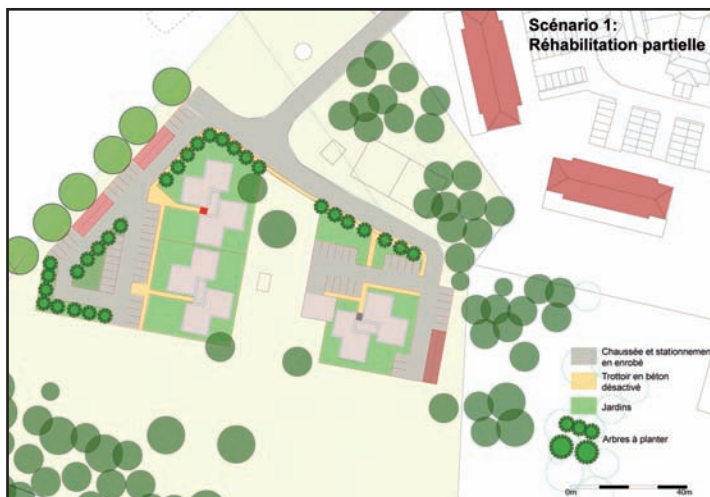 Scénario 1:
Réhabilitation partielle
Chaussée et stationnement
en enrobé
Trottoir en béton
désactivé
Jardins
Arbres à planter
0m 40m